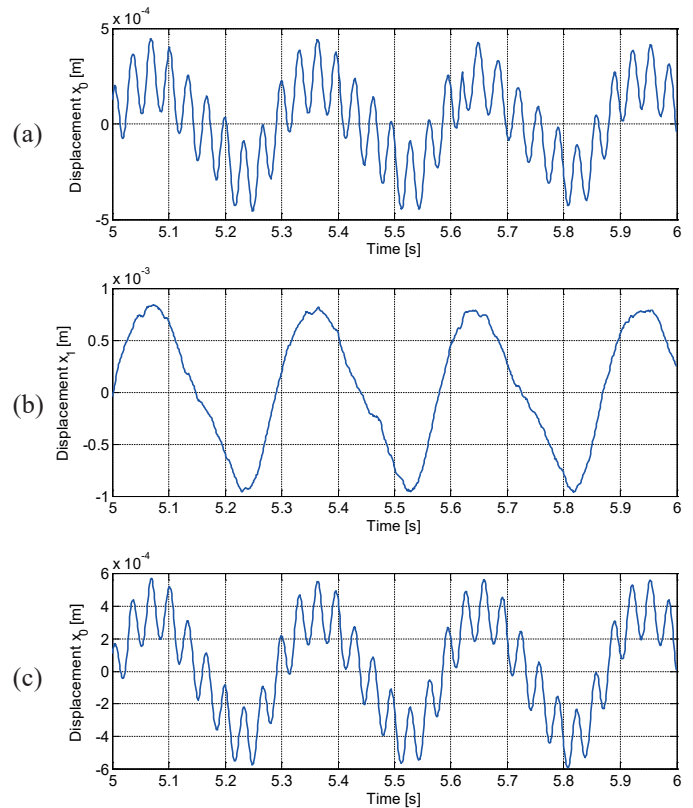 x 10⁻⁴
5
0
-5
Displacement x₀ [m]
(a)
5 5.1 5.2 5.3 5.4 5.5 5.6 5.7 5.8 5.9 6
Time [s]
x 10⁻³
1
0.5
0
-0.5
-1
Displacement x₁ [m]
(b)
5 5.1 5.2 5.3 5.4 5.5 5.6 5.7 5.8 5.9 6
Time [s]
x 10⁻⁴
6
4
2
0
-2
-4
-6
Displacement x₀ [m]
(c)
5 5.1 5.2 5.3 5.4 5.5 5.6 5.7 5.8 5.9 6
Time [s]